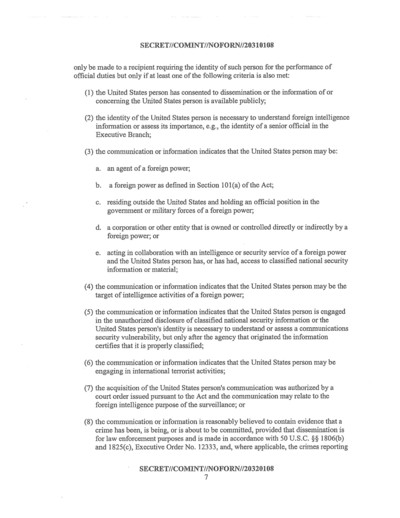 SECRET//COMINT//NOFORN//20310108
only be made to a recipient requiring the identity of such person for the performance of
official duties but only if at least one of the following criteria is also met:
(1) the United States person has consented to dissemination or the information of or
concerning the United States person is available publicly;
(2) the identity of the United States person is necessary to understand foreign intelligence
information or assess its importance, e.g., the identity of a senior official in the
Executive Branch;
(3) the communication or information indicates that the United States person may be:
a. an agent of a foreign power;
b. a foreign power as defined in Section 101(a) of the Act;
c. residing outside the United States and holding an official position in the
government or military forces of a foreign power;
d. a corporation or other entity that is owned or controlled directly or indirectly by a
foreign power; or
e. acting in collaboration with an intelligence or security service of a foreign power
and the United States person has, or has had, access to classified national security
information or material;
(4) the communication or information indicates that the United States person may be the
target of intelligence activities of a foreign power;
(5) the communication or information indicates that the United States person is engaged
in the unauthorized disclosure of classified national security information or the
United States person's identity is necessary to understand or assess a communications
security vulnerability, but only after the agency that originated the information
certifies that it is properly classified;
(6) the communication or information indicates that the United States person may be
engaging in international terrorist activities;
(7) the acquisition of the United States person's communication was authorized by a
court order issued pursuant to the Act and the communication may relate to the
foreign intelligence purpose of the surveillance; or
(8) the communication or information is reasonably believed to contain evidence that a
crime has been, is being, or is about to be committed, provided that dissemination is
for law enforcement purposes and is made in accordance with 50 U.S.C. §§ 1806(b)
and 1825(c), Executive Order No. 12333, and, where applicable, the crimes reporting
SECRET//COMINT//NOFORN//20320108
7